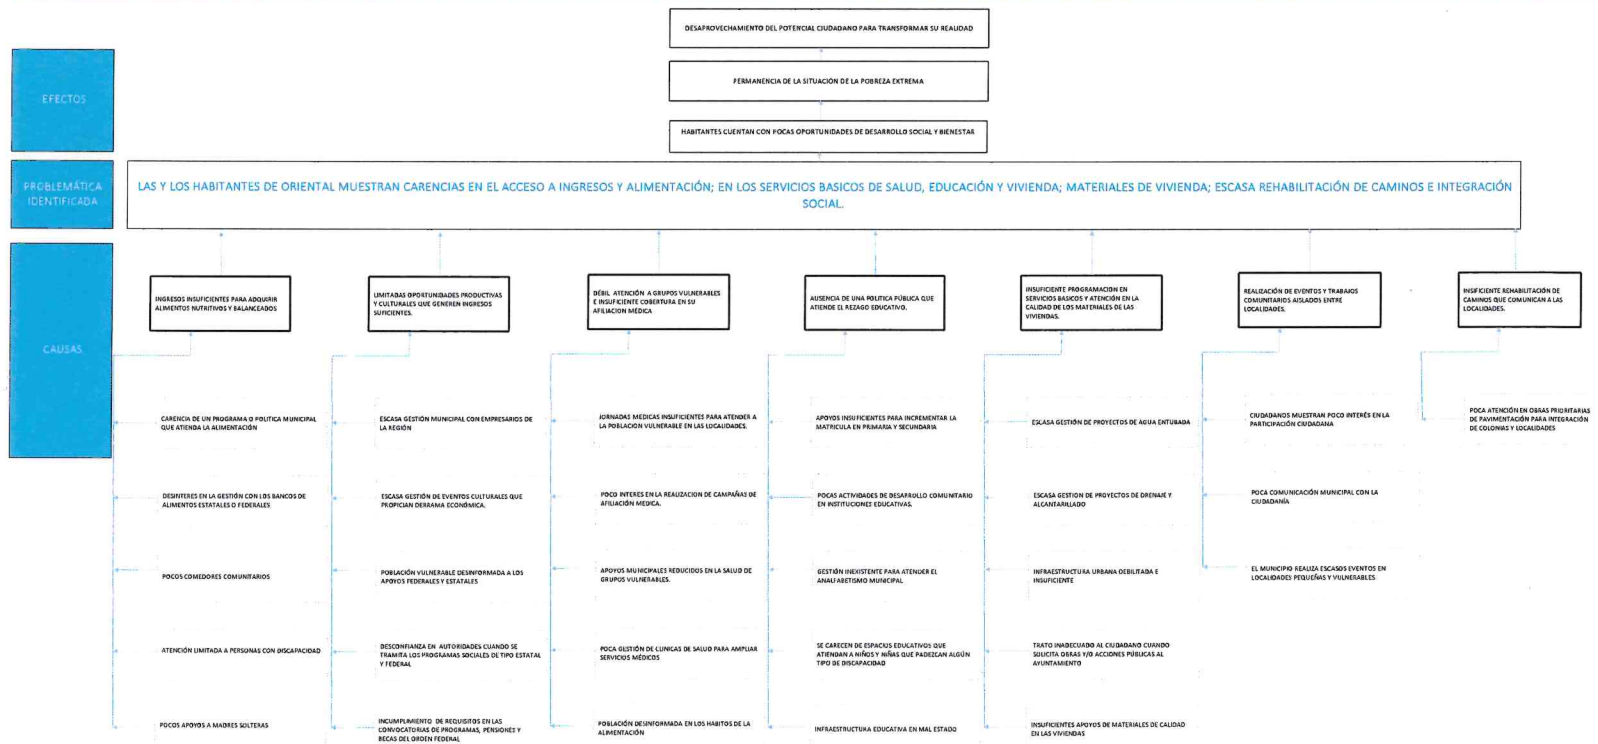 DESAPROVECHAMIENTO DEL POTENCIAL CIUDADANO PARA TRANSFORMAR SU REALIDAD
EFECTOS
PERMANENCIA DE LA SITUACIÓN DE LA POBREZA EXTREMA
HABITANTES CUENTAN CON POCAS OPORTUNIDADES DE DESARROLLO SOCIAL Y BIENESTAR
PROBLEMÁTICA
IDENTIFICADA
LAS Y LOS HABITANTES DE ORIENTAL MUESTRAN CARENCIAS EN EL ACCESO A INGRESOS Y ALIMENTACIÓN; EN LOS SERVICIOS BASICOS DE SALUD, EDUCACIÓN Y VIVIENDA; MATERIALES DE VIVIENDA; ESCASA REHABILITACIÓN DE CAMINOS E INTEGRACIÓN
SOCIAL.
CAUSAS
INGRESOS INSUFICIENTES PARA ADQUIRIR
ALIMENTOS NUTRITIVOS Y BALANCEADOS
LIMITADAS OPORTUNIDADES PRODUCTIVAS
Y CULTURALES QUE GENEREN INGRESOS
SUFICIENTES.
DÉBIL ATENCIÓN A GRUPOS VULNERABLES
E INSUFICIENTE COBERTURA EN SU
AFILIACION MÉDICA
AUSENCIA DE UNA POLITICA PÚBLICA QUE
ATIENDE EL REZAGO EDUCATIVO.
INSUFICIENTE PROGRAMACION EN
SERVICIOS BASICOS Y ATENCIÓN EN LA
CALIDAD DE LOS MATERIALES DE LAS
VIVIENDAS.
REALIZACIÓN DE EVENTOS Y TRABAJOS
COMUNITARIOS AISLADOS ENTRE
LOCALIDADES.
INSIFICIENTE REHABILITACIÓN DE
CAMINOS QUE COMUNICAN A LAS
LOCALIDADES.
CARENCIA DE UN PROGRAMA O POLITICA MUNICIPAL
QUE ATIENDA LA ALIMENTACIÓN
ESCASA GESTIÓN MUNICIPAL CON EMPRESARIOS DE
LA REGIÓN
JORNADAS MEDICAS INSUFICIENTES PARA ATENDER A
LA POBLACION VULNERABLE EN LAS LOCALIDADES.
APOYOS INSUFICIENTES PARA INCREMENTAR LA
MATRICULA EN PRIMARIA Y SECUNDARIA
ESCASA GESTIÓN DE PROYECTOS DE AGUA ENTUBADA
CIUDADANOS MUESTRAN POCO INTERÉS EN LA
PARTICIPACIÓN CIUDADANA
POCA ATENCIÓN EN OBRAS PRIORITARIAS
DE PAVIMENTACIÓN PARA INTEGRACIÓN
DE COLONIAS Y LOCALIDADES
DESINTERES EN LA GESTIÓN CON LOS BANCOS DE
ALIMENTOS ESTATALES O FEDERALES
ESCASA GESTIÓN DE EVENTOS CULTURALES QUE
PROPICIAN DERRAMA ECONÓMICA.
POCO INTERES EN LA REALIZACION DE CAMPAÑAS DE
AFILIACIÓN MEDICA.
POCAS ACTIVIDADES DE DESARROLLO COMUNITARIO
EN INSTITUCIONES EDUCATIVAS.
ESCASA GESTION DE PROYECTOS DE DRENAJE Y
ALCANTARILLADO
POCA COMUNICACIÓN MUNICIPAL CON LA
CIUDADANÍA
POCOS COMEDORES COMUNITARIOS
POBLACIÓN VULNERABLE DESINFORMADA A LOS
APOYOS FEDERALES Y ESTATALES
APOYOS MUNICIPALES REDUCIDOS EN LA SALUD DE
GRUPOS VULNERABLES.
GESTIÓN INEXISTENTE PARA ATENDER EL
ANALFABETISMO MUNICIPAL
INFRAESTRUCTURA URBANA DEBILITADA E
INSUFICIENTE
EL MUNICIPIO REALIZA ESCASOS EVENTOS EN
LOCALIDADES PEQUEÑAS Y VULNERABLES
ATENCIÓN LIMITADA A PERSONAS CON DISCAPACIDAD
DESCONFIANZA EN AUTORIDADES CUANDO SE
TRAMITA LOS PROGRAMAS SOCIALES DE TIPO ESTATAL
Y FEDERAL
POCA GESTIÓN DE CLINICAS DE SALUD PARA AMPLIAR
SERVICIOS MÉDICOS
SE CARECEN DE ESPACIOS EDUCATIVOS QUE
ATIENDAN A NIÑOS Y NIÑAS QUE PADEZCAN ALGÚN
TIPO DE DISCAPACIDAD
TRATO INADECUADO AL CIUDADANO CUANDO
SOLICITA OBRAS Y/O ACCIONES PÚBLICAS AL
AYUNTAMIENTO
POCOS APOYOS A MADRES SOLTERAS
INCUMPLIMIENTO DE REQUISITOS EN LAS
CONVOCATORIAS DE PROGRAMAS, PENSIONES Y
BECAS DEL ORDEN FEDERAL
POBLACIÓN DESINFORMADA EN LOS HABITOS DE LA
ALIMENTACIÓN
INFRAESTRUCTURA EDUCATIVA EN MAL ESTADO
INSUFICIENTES APOYOS DE MATERIALES DE CALIDAD
EN LAS VIVIENDAS